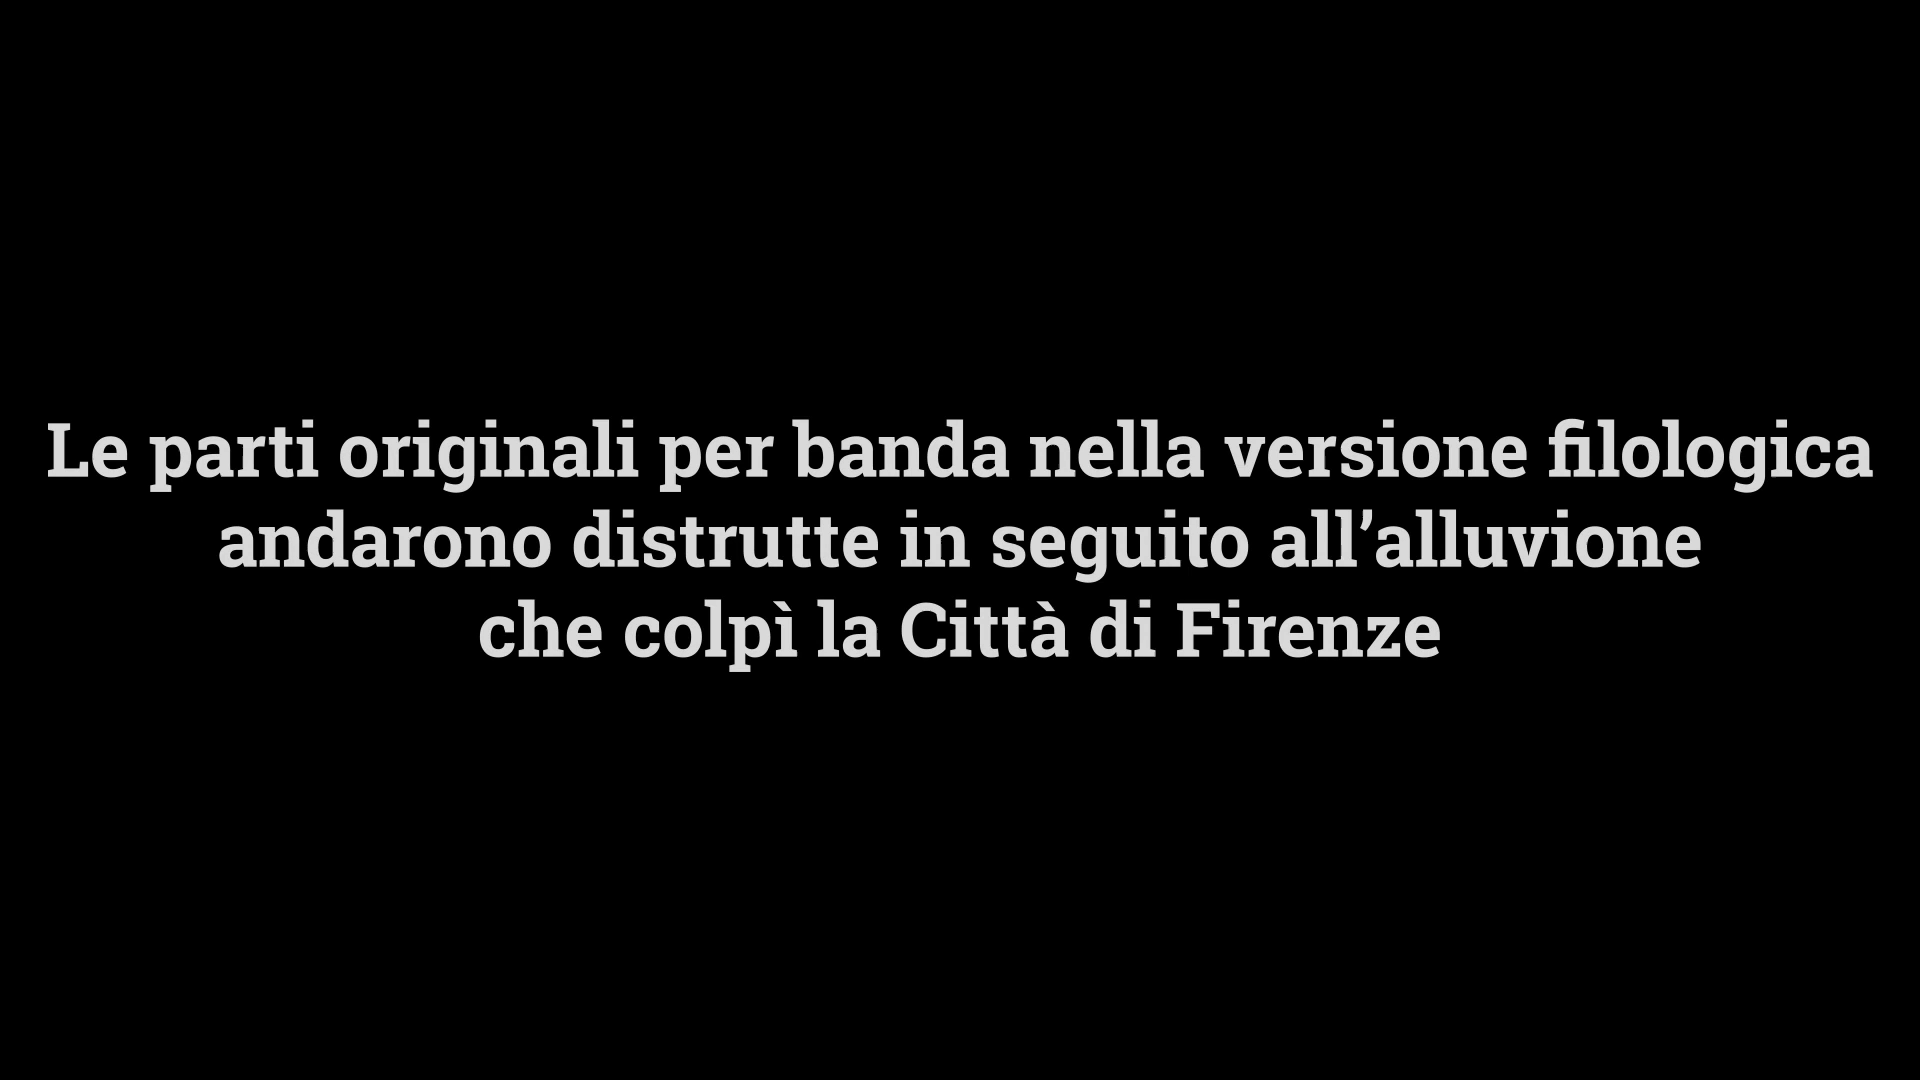 Le parti originali per banda nella versione filologica
andarono distrutte in seguito all’alluvione
che colpì la Città di Firenze